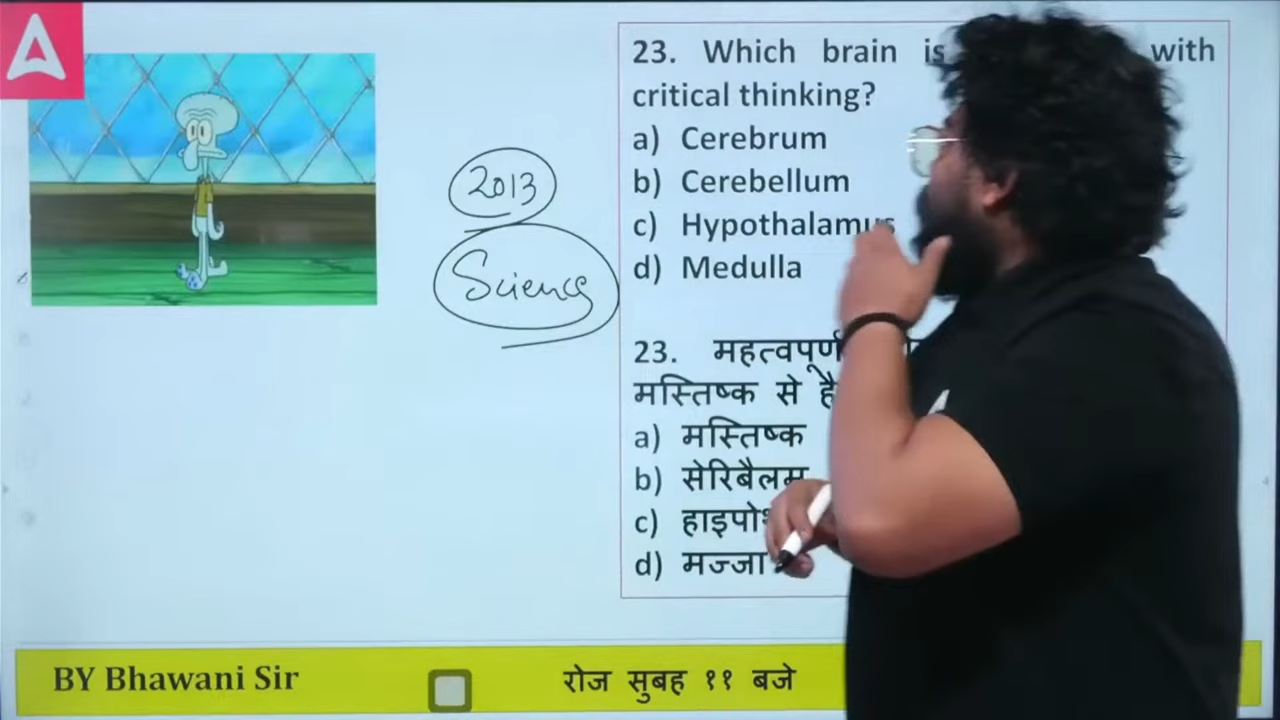 23. Which brain is with
critical thinking?
a) Cerebrum
b) Cerebellum
c) Hypothalamus
d) Medulla
2013
Science
23. महत्वपूर्ण
मस्तिष्क से है
a) मस्तिष्क
b) सेरिबैलम
c)
d) मज्जा
BY Bhawani Sir
रोज सुबह ११ बजे